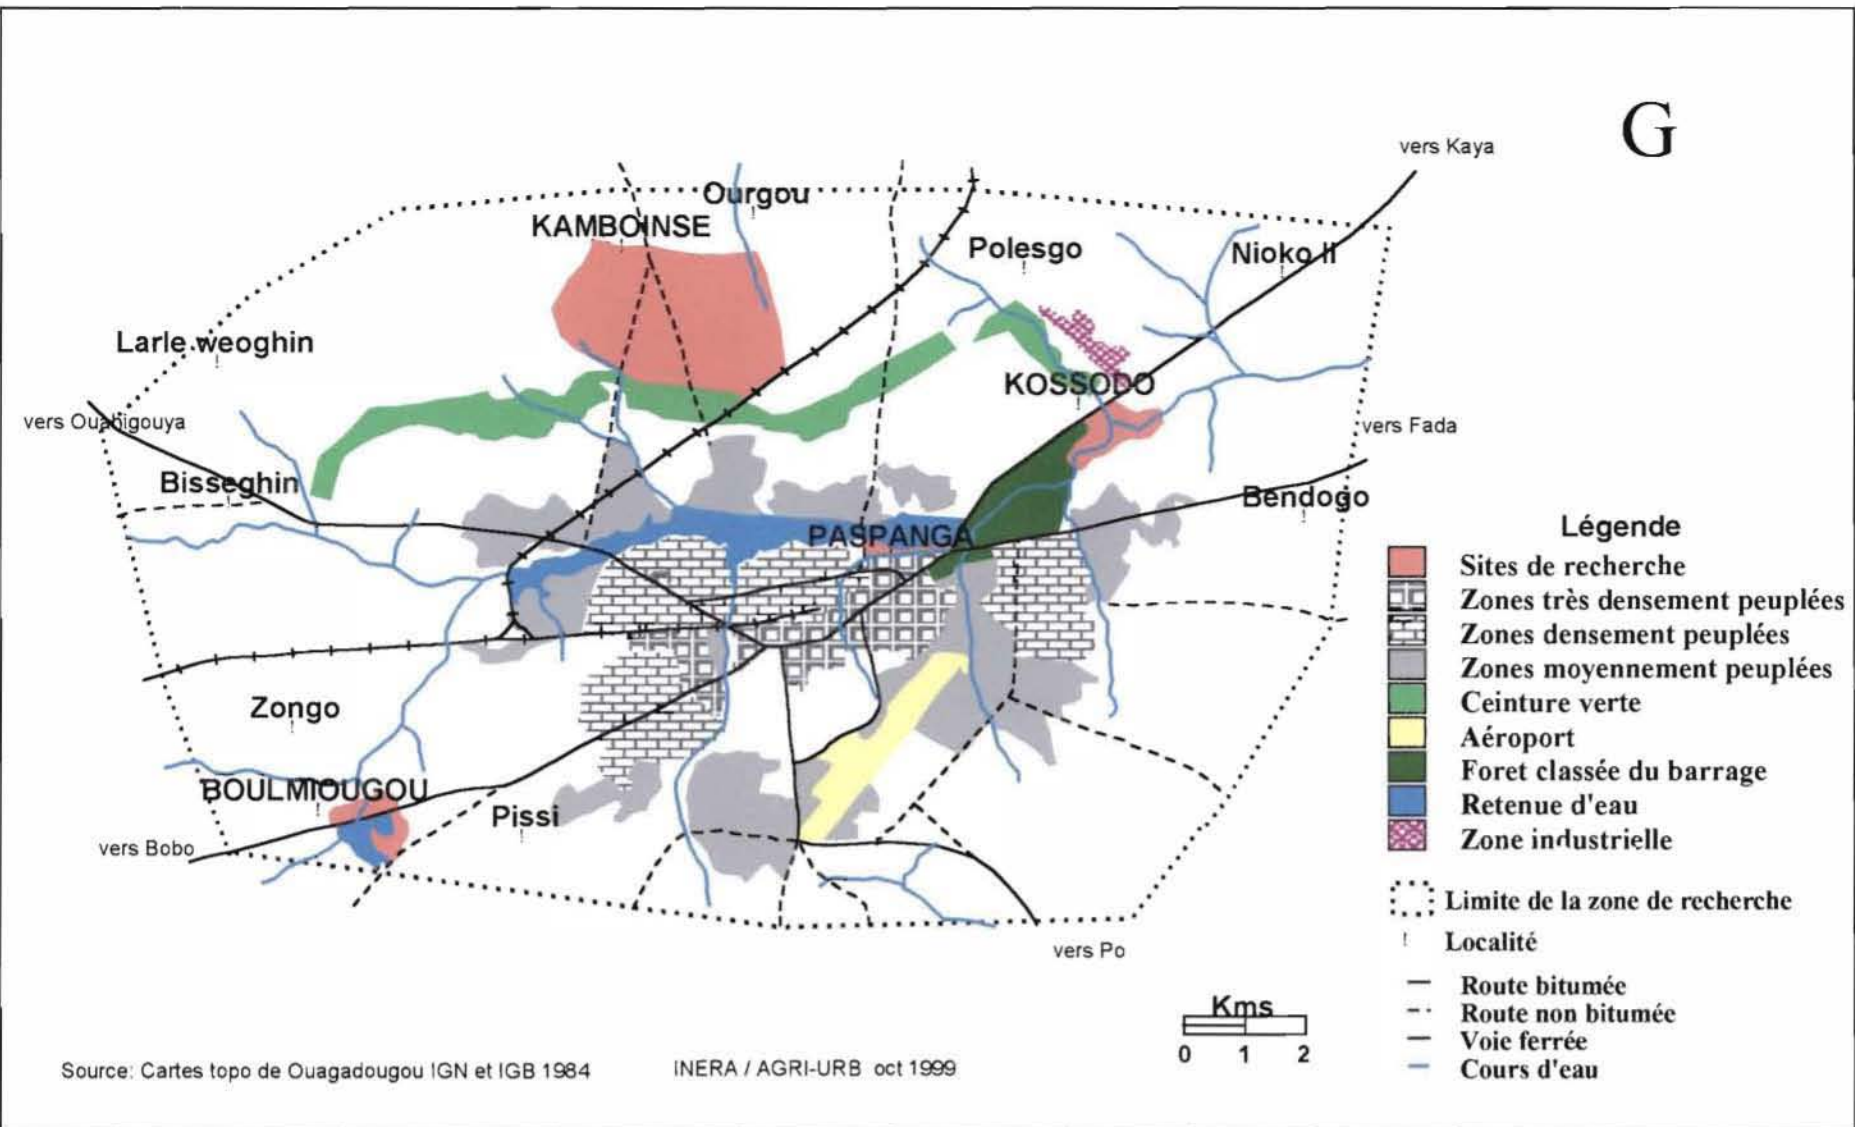 G
vers Kaya
Ourgou
KAMBOINSE
Polesgo
Nioko II
Larle weoghin
KOSSODO
vers Ouahigouya
vers Fada
Bisseghin
Bendogo
PASPANGA
Zongo
BOULMIOUGOU
Pissi
vers Bobo
vers Po
Légende
Sites de recherche
Zones très densement peuplées
Zones densement peuplées
Zones moyennement peuplées
Ceinture verte
Aéroport
Foret classée du barrage
Retenue d'eau
Zone industrielle
Limite de la zone de recherche
! Localité
Route bitumée
Route non bitumée
Voie ferrée
Cours d'eau
Kms
0 1 2
Source: Cartes topo de Ouagadougou IGN et IGB 1984
INERA / AGRI-URB oct 1999